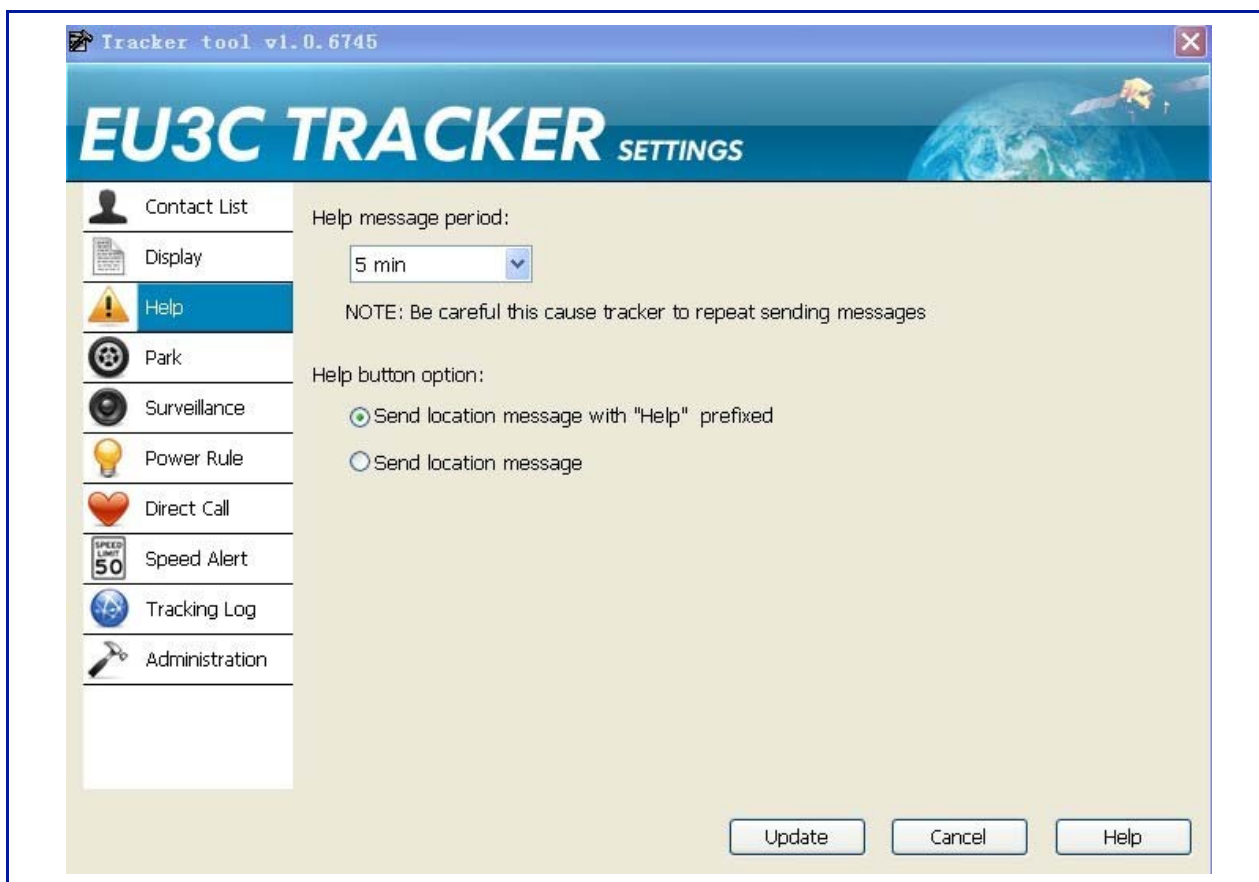 Tracker tool v1.0.6745
EU3C TRACKER SETTINGS
Contact List
Display
Help
Park
Surveillance
Power Rule
Direct Call
SPEED
LIMIT
50
Speed Alert
Tracking Log
Administration
Help message period:
5 min
NOTE: Be careful this cause tracker to repeat sending messages
Help button option:
Send location message with "Help" prefixed
Send location message
Update
Cancel
Help